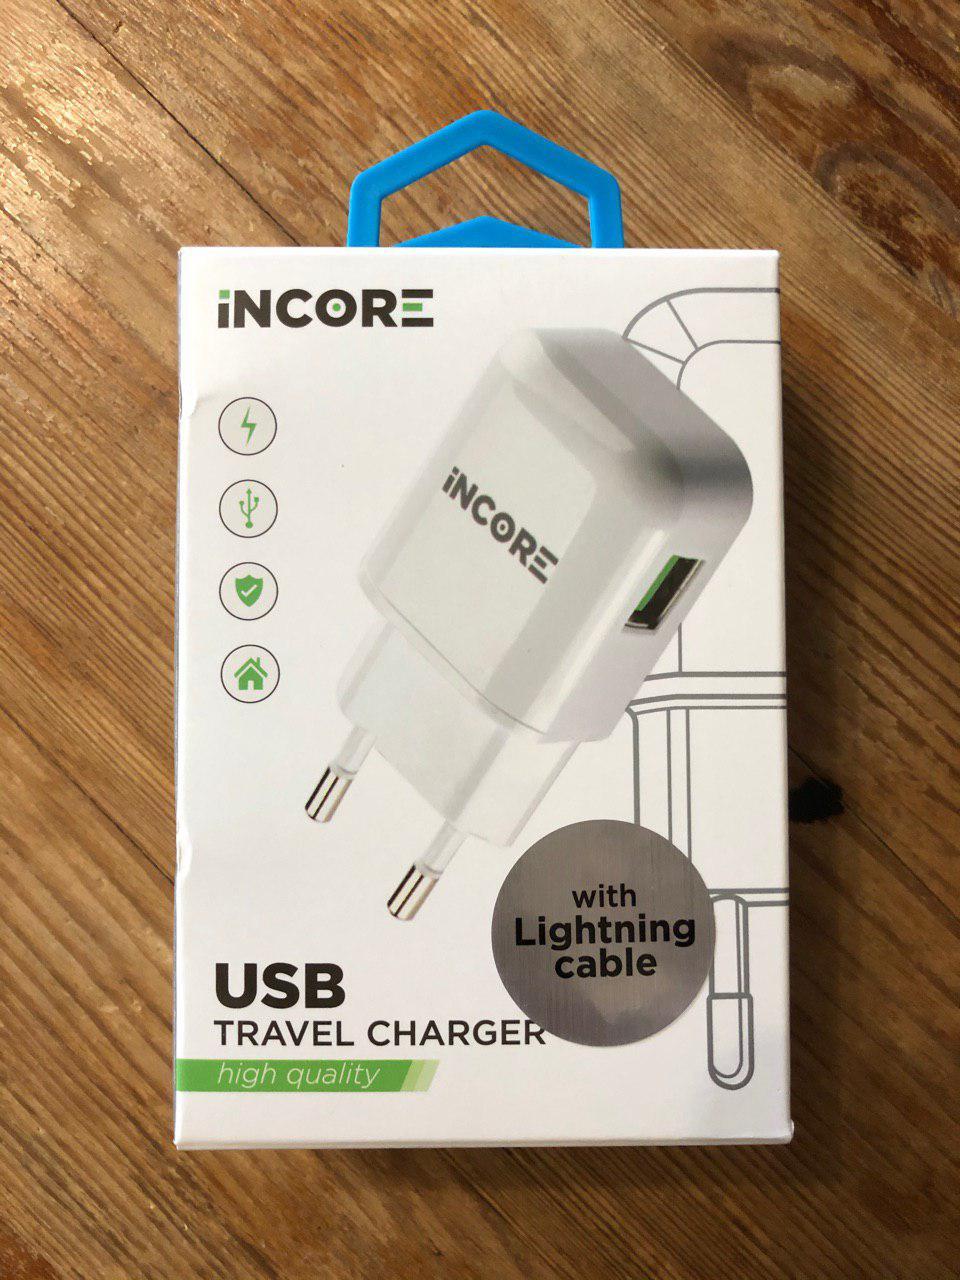 iNCORE
iNCORE
with
Lightning
cable
USB
TRAVEL CHARGER
high quality